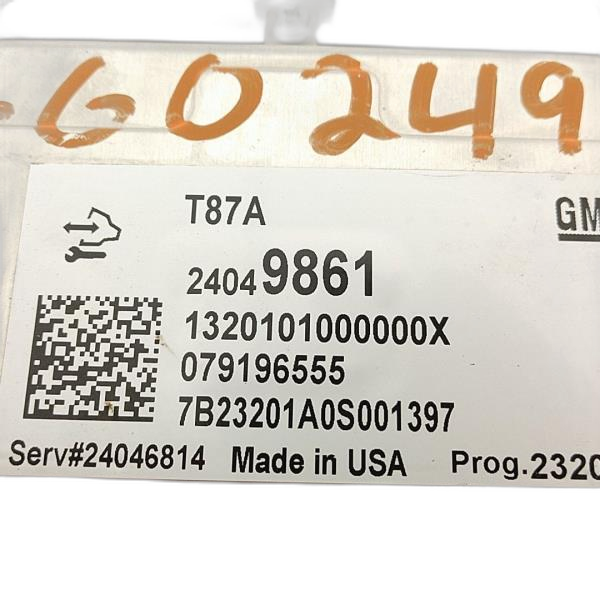 G0249
T87A
GM
24049861
1320101000000X
079196555
7B23201A0S001397
Serv#24046814 Made in USA Prog.2320